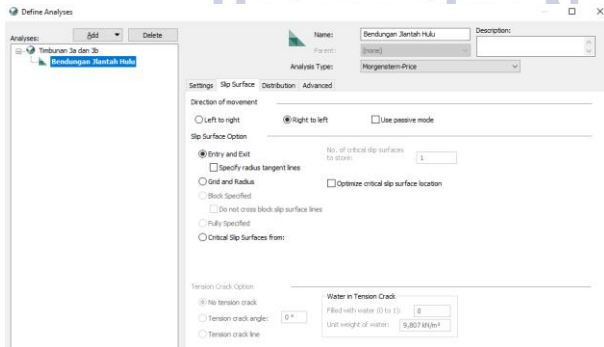 Define Analyses
Analyses: Add Delete
Timbunan 3a dan 3b
Bendungan Jlantah Hulu
Name: Bendungan Jlantah Hulu
Description:
Parent: (none)
Analysis Type: Morgenstern-Price
Settings Slip Surface Distribution Advanced
Direction of movement
Left to right Right to left Use passive mode
Slip Surface Option
Entry and Exit
No. of critical slip surfaces
to store: 1
Specify radius tangent lines
Grid and Radius
Optimize critical slip surface location
Block Specified
Do not cross block slip surface lines
Fully Specified
Critical Slip Surfaces from:
Tension Crack Option
No tension crack
Tension crack angle: 0 °
Tension crack line
Water in Tension Crack
Filled with water (0 to 1): 0
Unit weight of water: 9,807 kN/m³